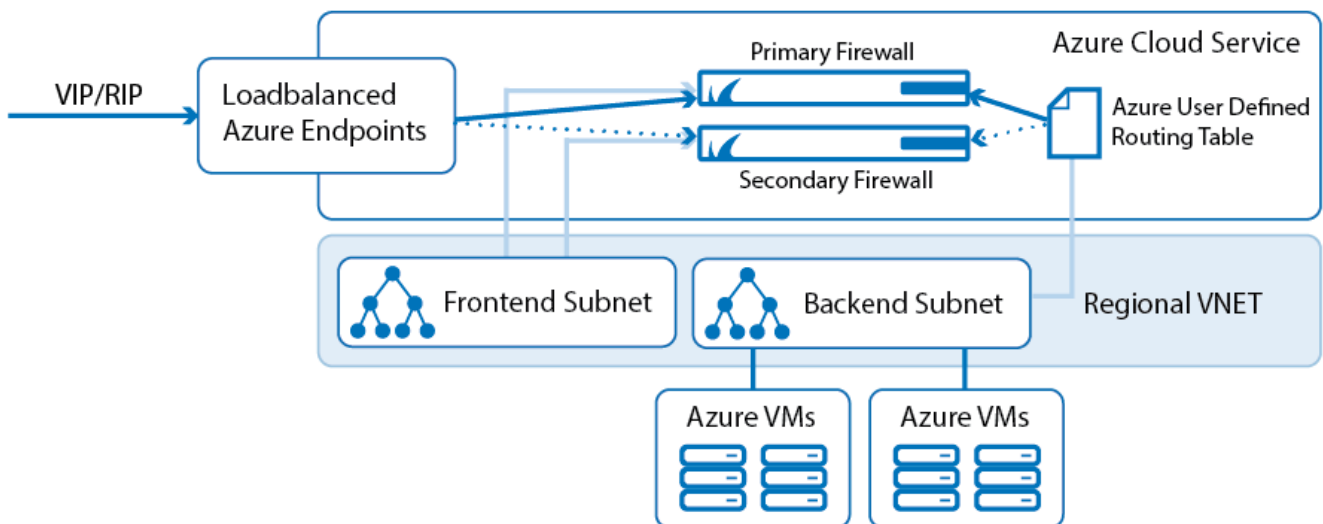 Azure Cloud Service
Primary Firewall
VIP/RIP
Loadbalanced
Azure Endpoints
Azure User Defined
Routing Table
Secondary Firewall
Frontend Subnet
Backend Subnet
Regional VNET
Azure VMs
Azure VMs